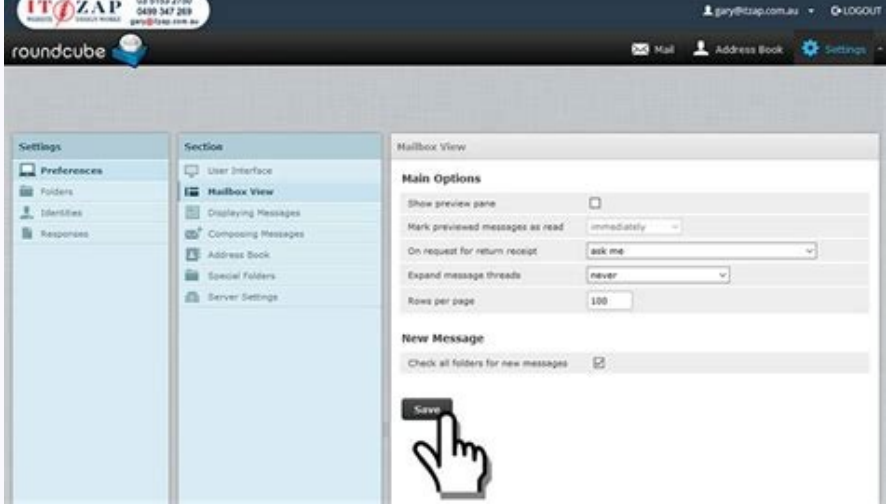 IT ZAP
WEBSITE DESIGN WORKS
0499 347 269
gary@itzap.com.au
gary@itzap.com.au LOGOUT
roundcube Mail Address Book Settings
Settings
Preferences
Folders
Identities
Responses
Section
User Interface
Mailbox View
Displaying Messages
Composing Messages
Address Book
Special Folders
Server Settings
Mailbox View
Main Options
Show preview pane
Mark previewed messages as read immediately
On request for return receipt ask me
Expand message threads never
Rows per page 100
New Message
Check all folders for new messages
Save